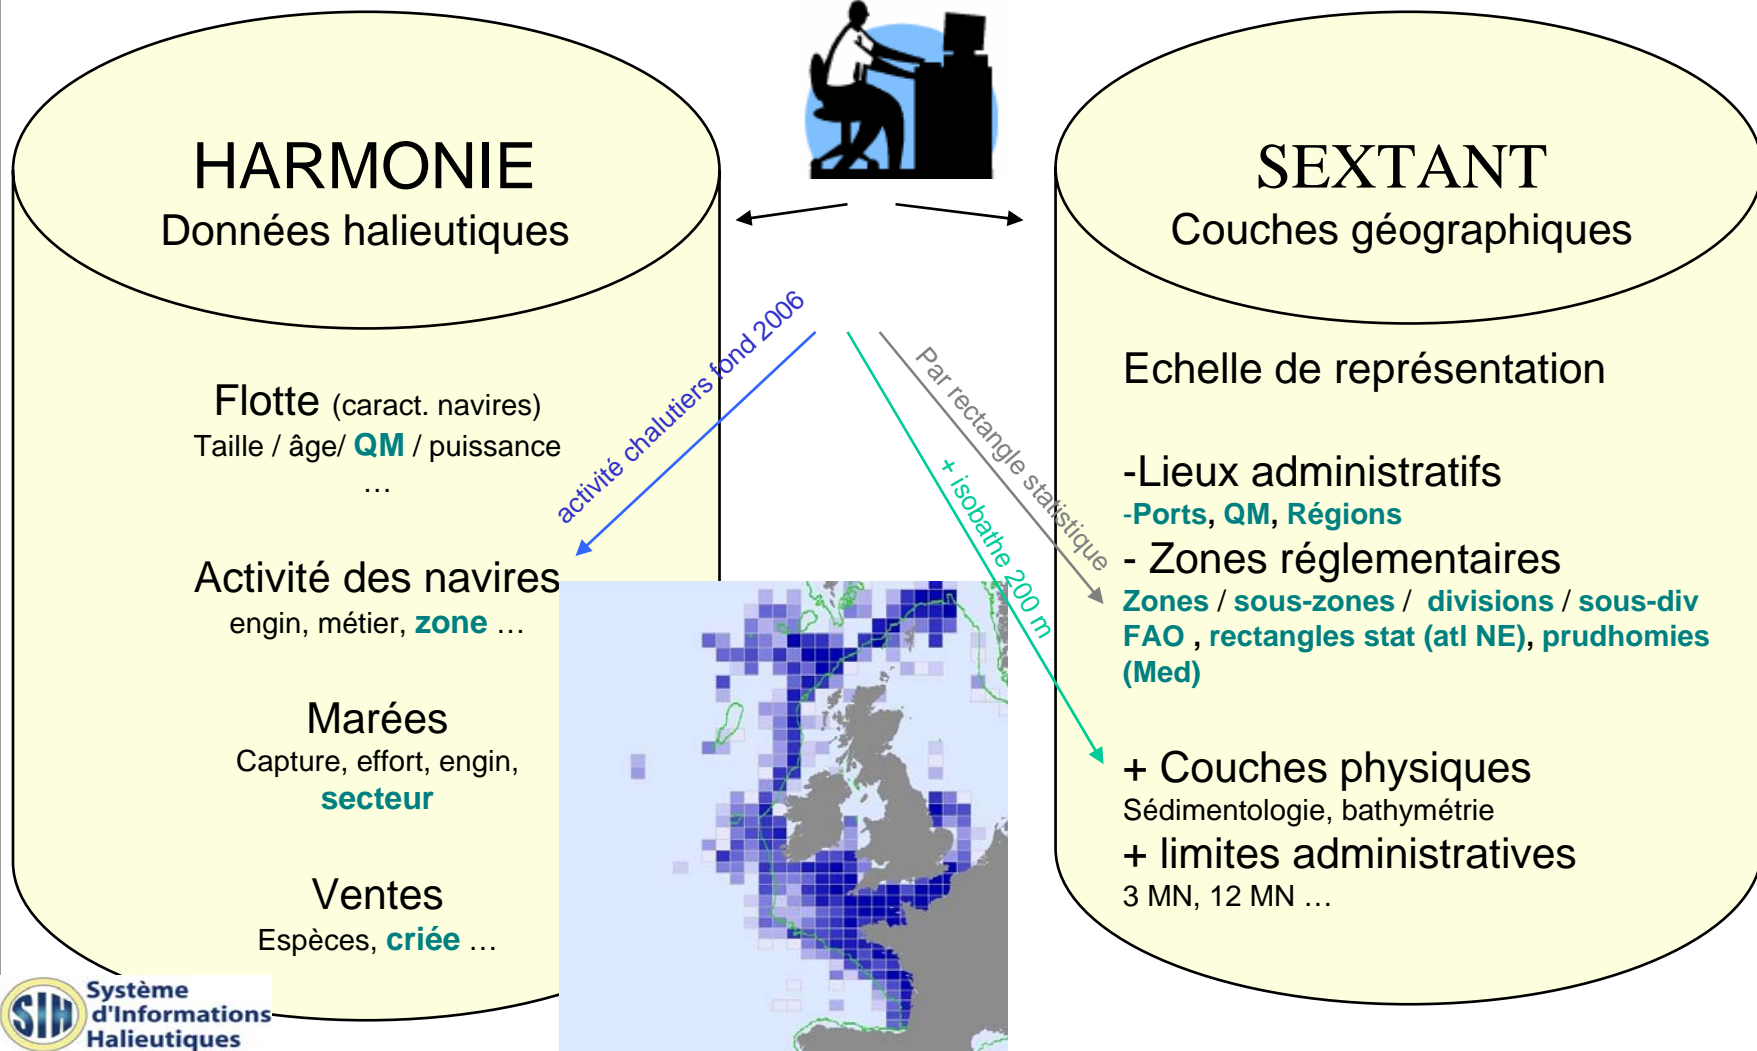 HARMONIE
Données halieutiques
Flotte (caract. navires)
Taille / âge/ QM / puissance
…
Activité des navires
engin, métier, zone …
Marées
Capture, effort, engin,
secteur
Ventes
Espèces, criée …
activité chalutiers fond 2006
+ isobathe 200 m
Par rectangle statistique
SEXTANT
Couches géographiques
Echelle de représentation
-Lieux administratifs
-Ports, QM, Régions
- Zones réglementaires
Zones / sous-zones / divisions / sous-div
FAO , rectangles stat (atl NE), prudhomies
(Med)
+ Couches physiques
Sédimentologie, bathymétrie
+ limites administratives
3 MN, 12 MN …
SIH
Système
d'Informations
Halieutiques